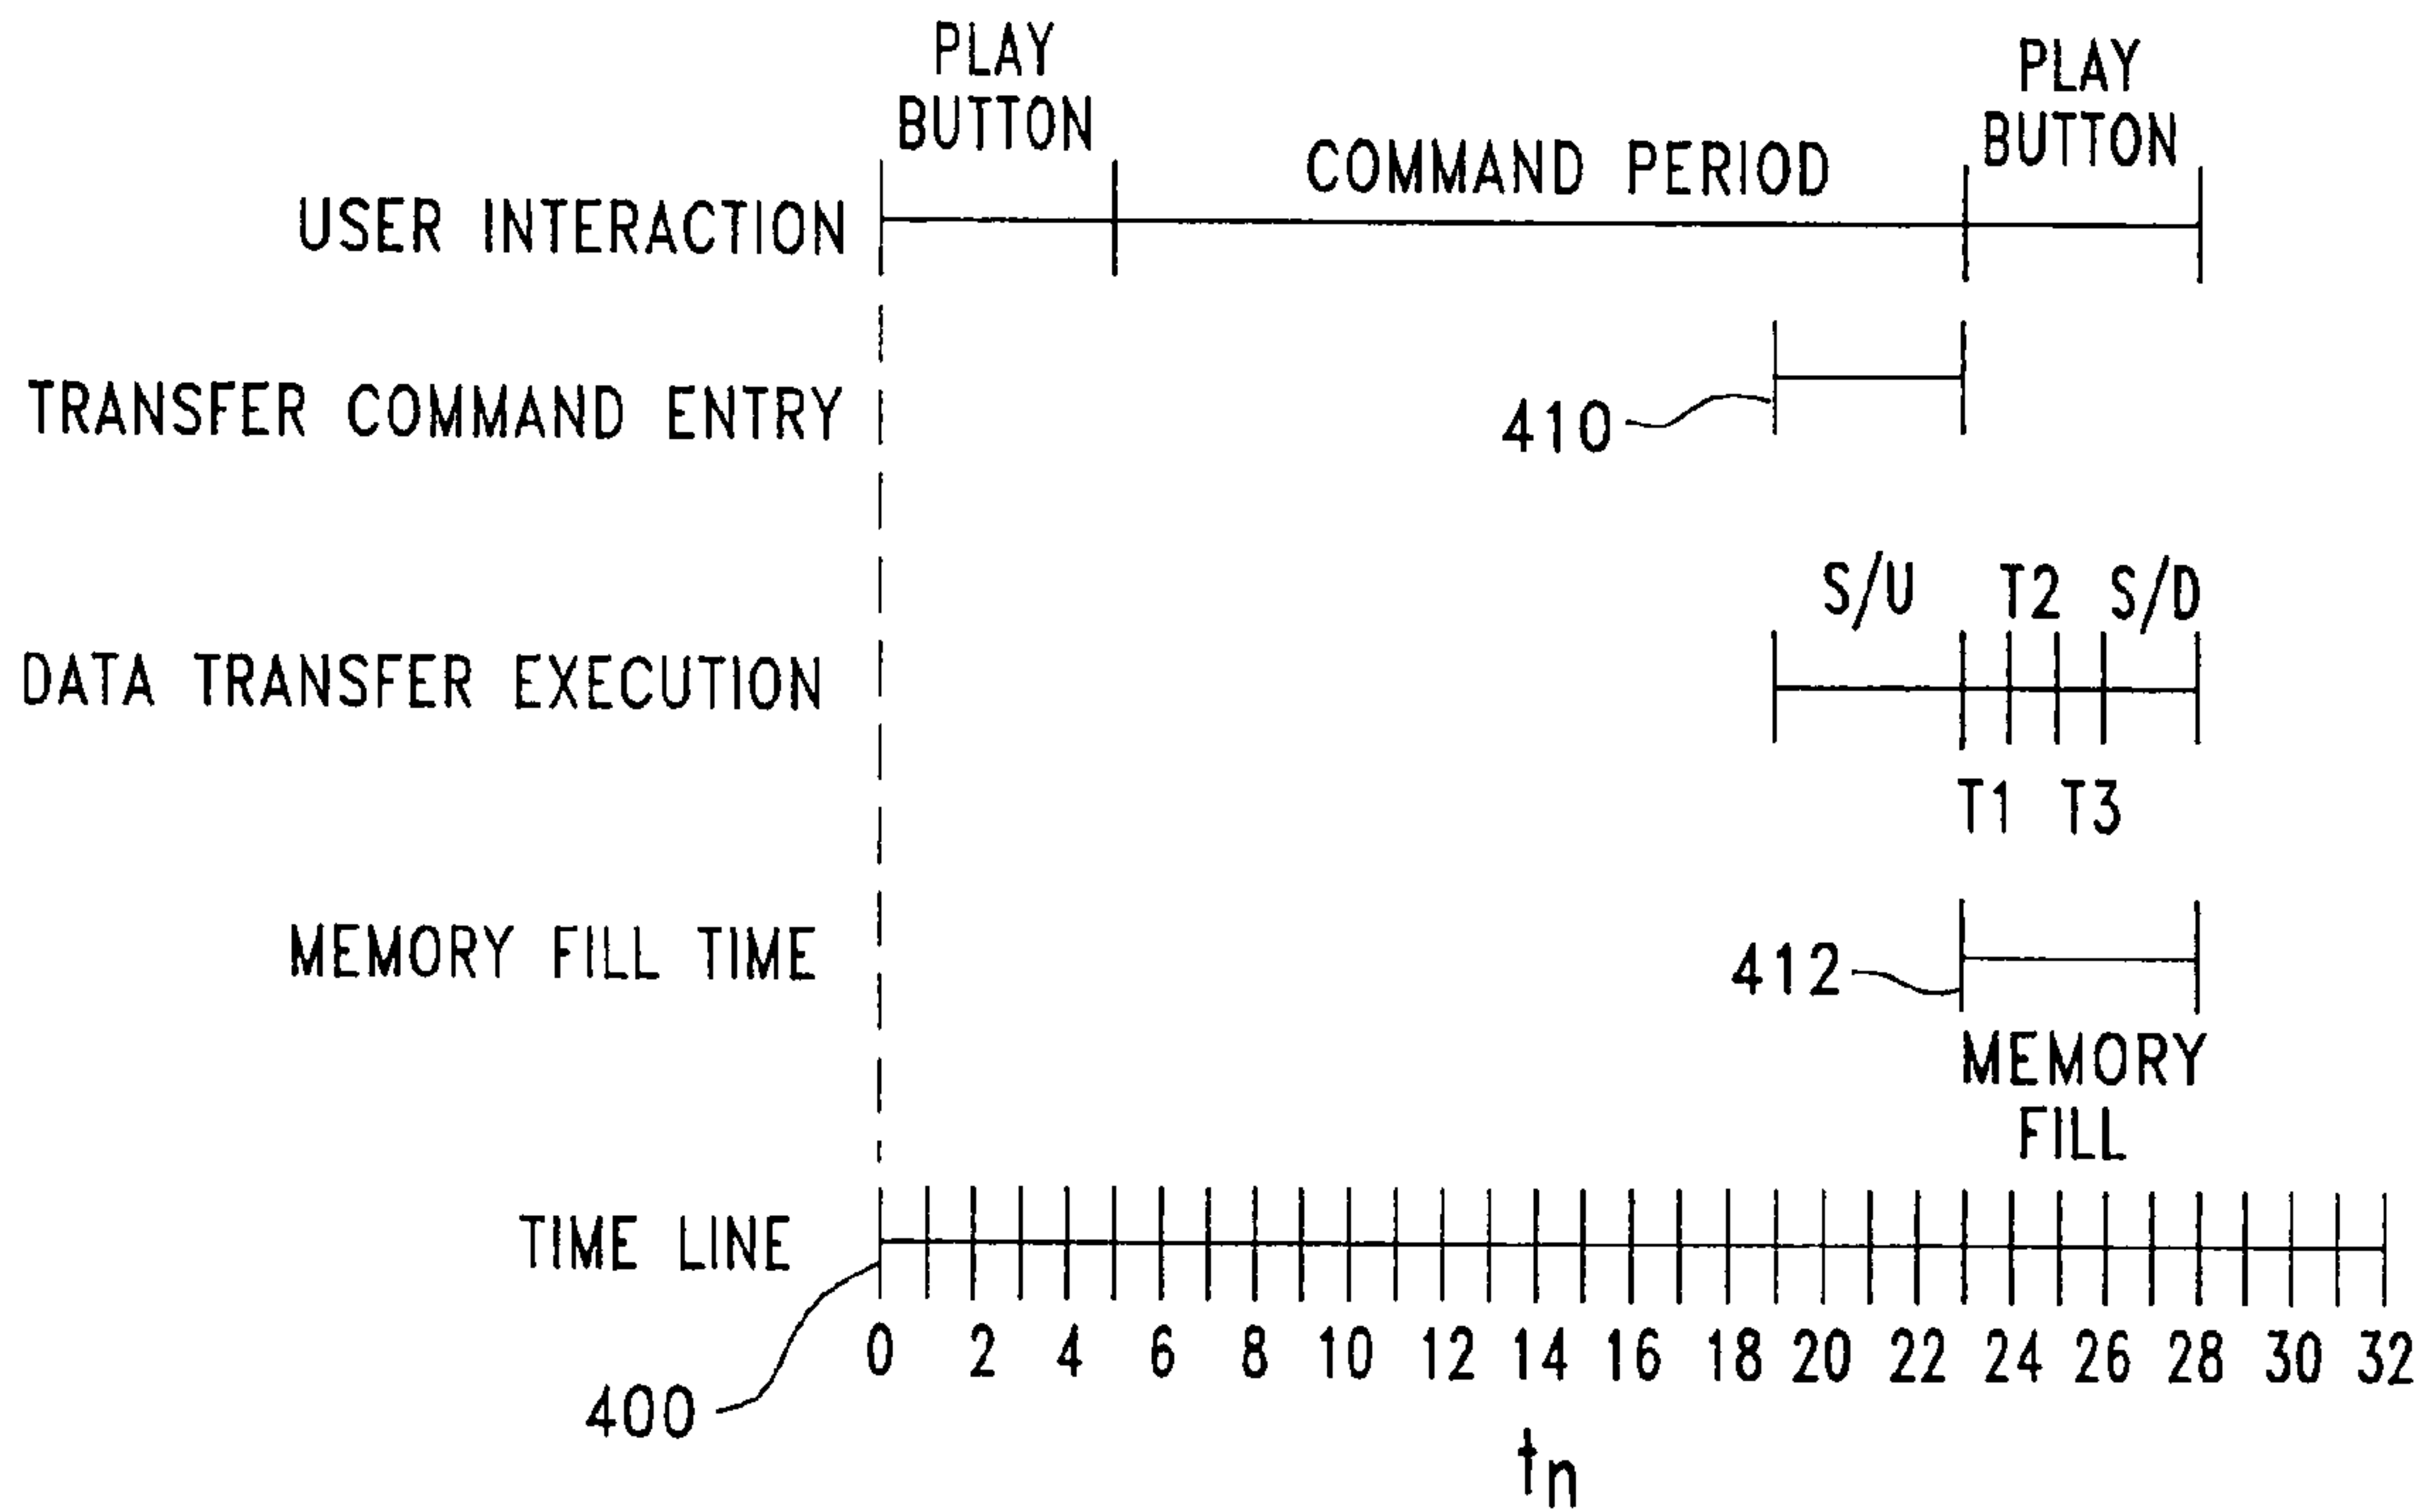 PLAY
BUTTON
PLAY
BUTTON
COMMAND PERIOD
USER INTERACTION
TRANSFER COMMAND ENTRY
410
S/U T2 S/D
DATA TRANSFER EXECUTION
T1 T3
MEMORY FILL TIME
412
MEMORY
FILL
TIME LINE
0 2 4 6 8 10 12 14 16 18 20 22 24 26 28 30 32
400
tn